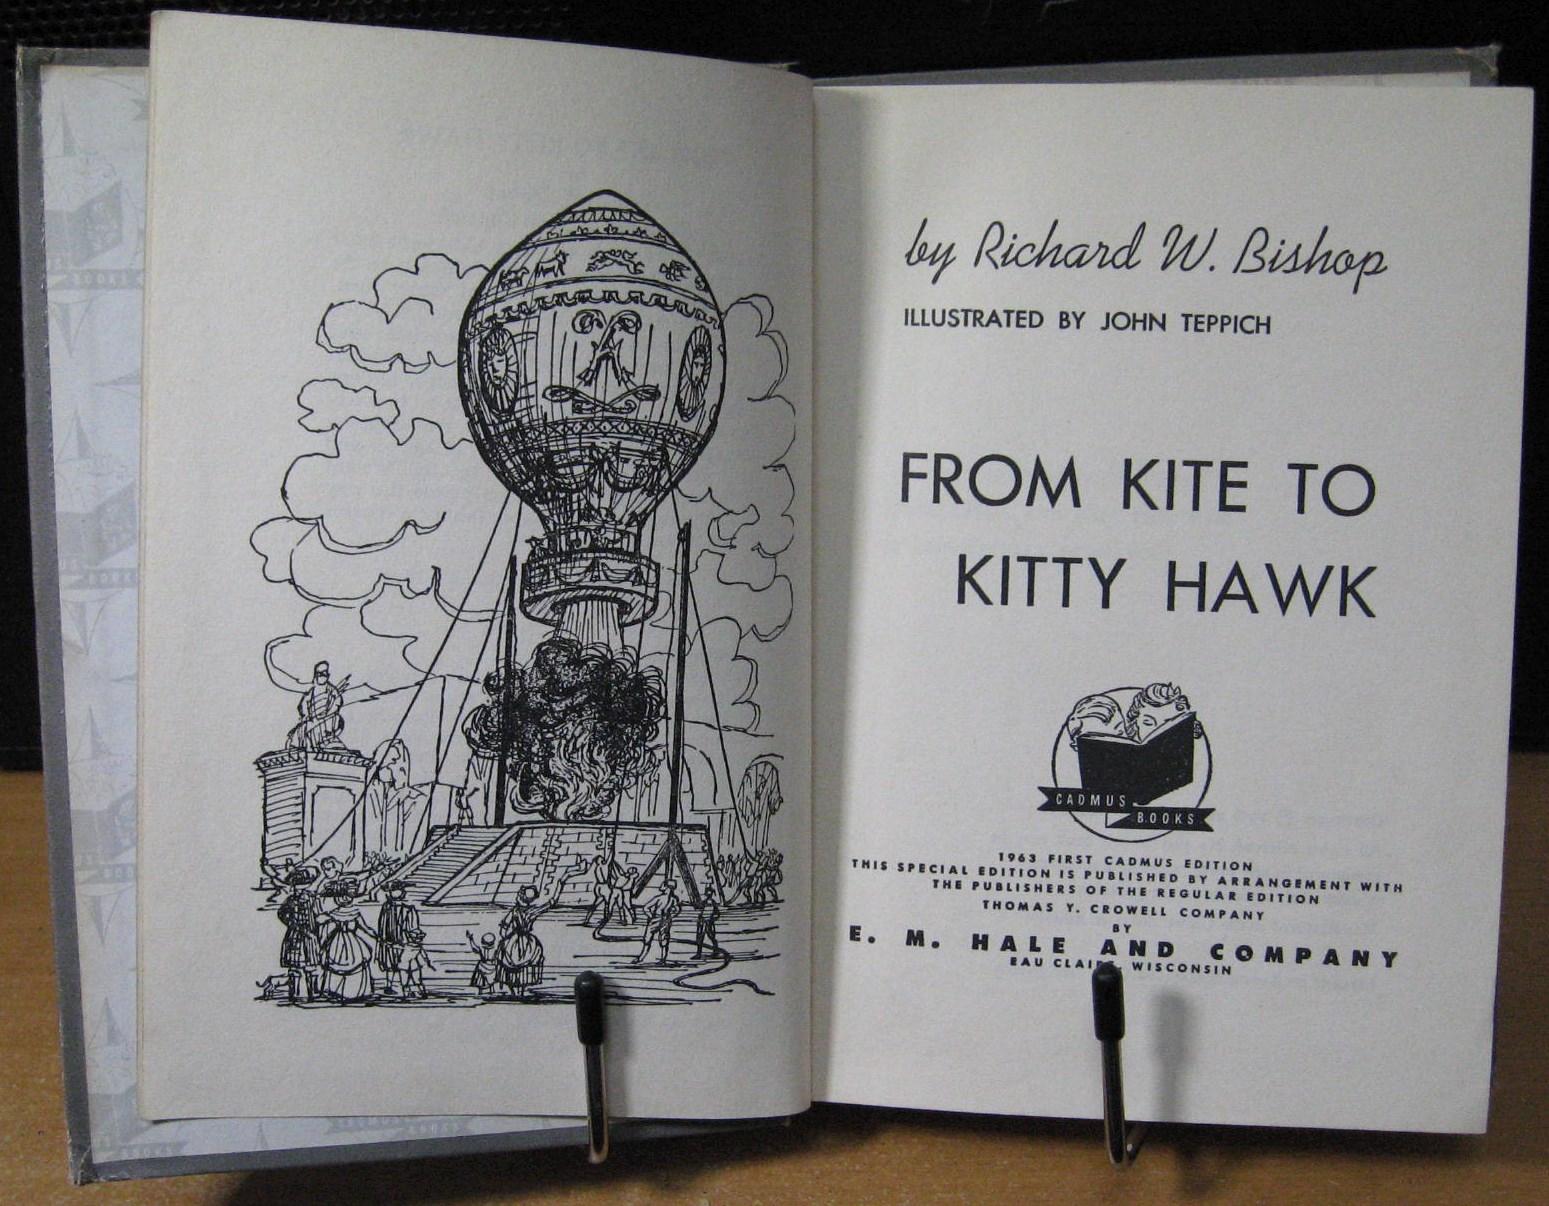 by Richard W. Bishop
ILLUSTRATED BY JOHN TEPPICH
FROM KITE TO
KITTY HAWK
CADMUS
BOOKS
1963 FIRST CADMUS EDITION
THIS SPECIAL EDITION IS PUBLISHED BY ARRANGEMENT WITH
THE PUBLISHERS OF THE REGULAR EDITION
THOMAS Y. CROWELL COMPANY
BY
E. M. HALE AND COMPANY
EAU CLAIRE, WISCONSIN